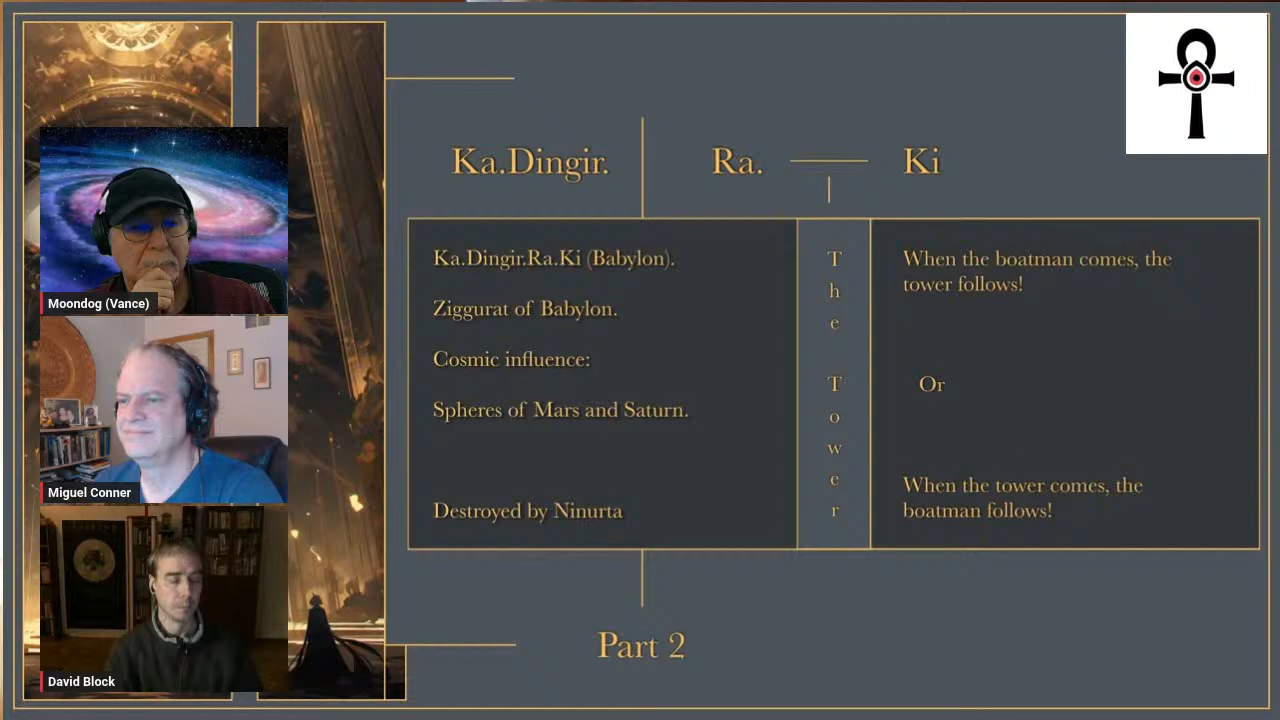 Ka.Dingir.
Ra.
Ki
Ka.Dingir.Ra.Ki (Babylon).
Ziggurat of Babylon.
Cosmic influence:
Spheres of Mars and Saturn.
Destroyed by Ninurta
The Tower
When the boatman comes, the
tower follows!
Or
When the tower comes, the
boatman follows!
Part 2
Moondog (Vance)
Miguel Conner
David Block